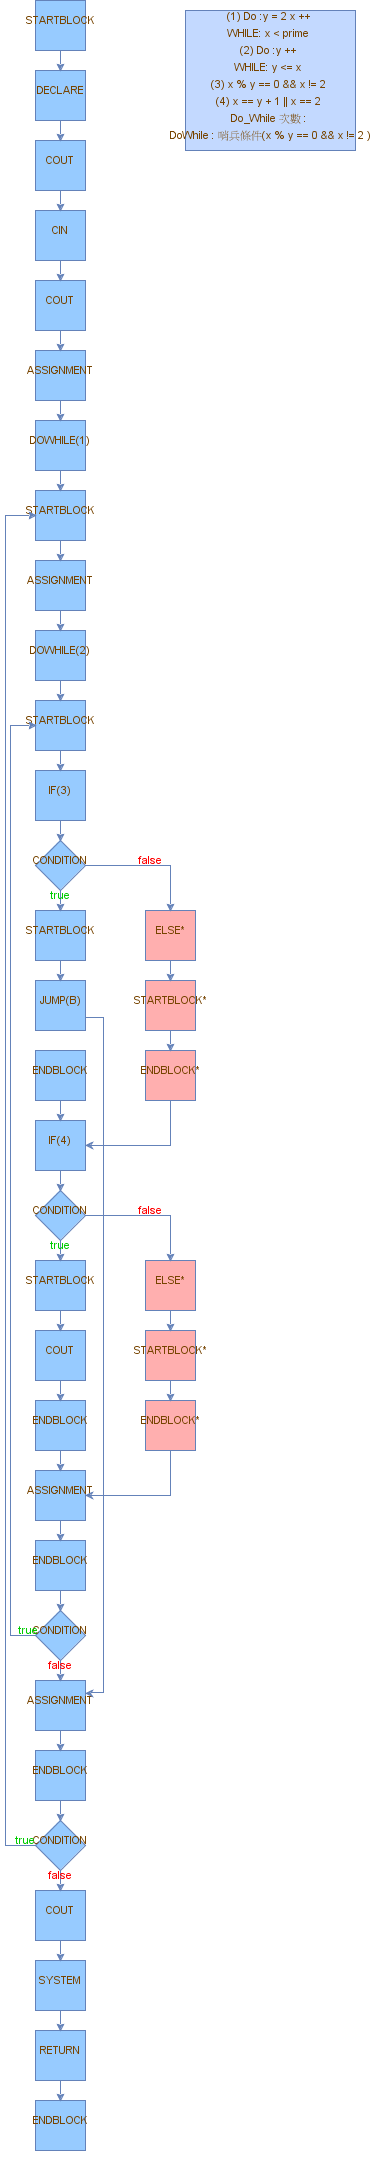 STARTBLOCK
(1) Do :y = 2 x ++
WHILE: x < prime
(2) Do :y ++
WHILE: y <= x
(3) x % y == 0 && x != 2
(4) x == y + 1 || x == 2
Do_While 次數 :
DoWhile : 哨兵條件(x % y == 0 && x != 2 )
DECLARE
COUT
CIN
COUT
ASSIGNMENT
DOWHILE(1)
STARTBLOCK
ASSIGNMENT
DOWHILE(2)
STARTBLOCK
IF(3)
CONDITION
false
true
STARTBLOCK
ELSE*
JUMP(B)
STARTBLOCK*
ENDBLOCK
ENDBLOCK*
IF(4)
CONDITION
false
true
STARTBLOCK
ELSE*
COUT
STARTBLOCK*
ENDBLOCK
ENDBLOCK*
ASSIGNMENT
ENDBLOCK
true
CONDITION
false
ASSIGNMENT
ENDBLOCK
true
CONDITION
false
COUT
SYSTEM
RETURN
ENDBLOCK